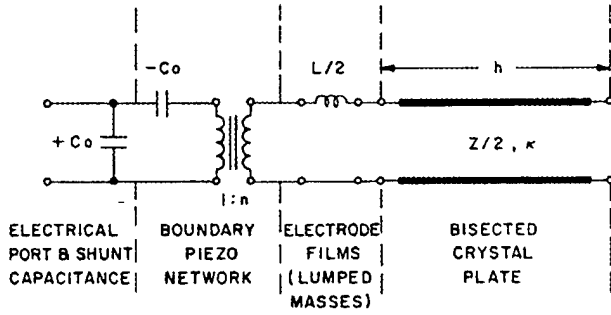 -Co
L/2
h
+Co
Z/2, κ
1:n
ELECTRICAL
PORT & SHUNT
CAPACITANCE
BOUNDARY
PIEZO
NETWORK
ELECTRODE
FILMS
(LUMPED
MASSES)
BISECTED
CRYSTAL
PLATE